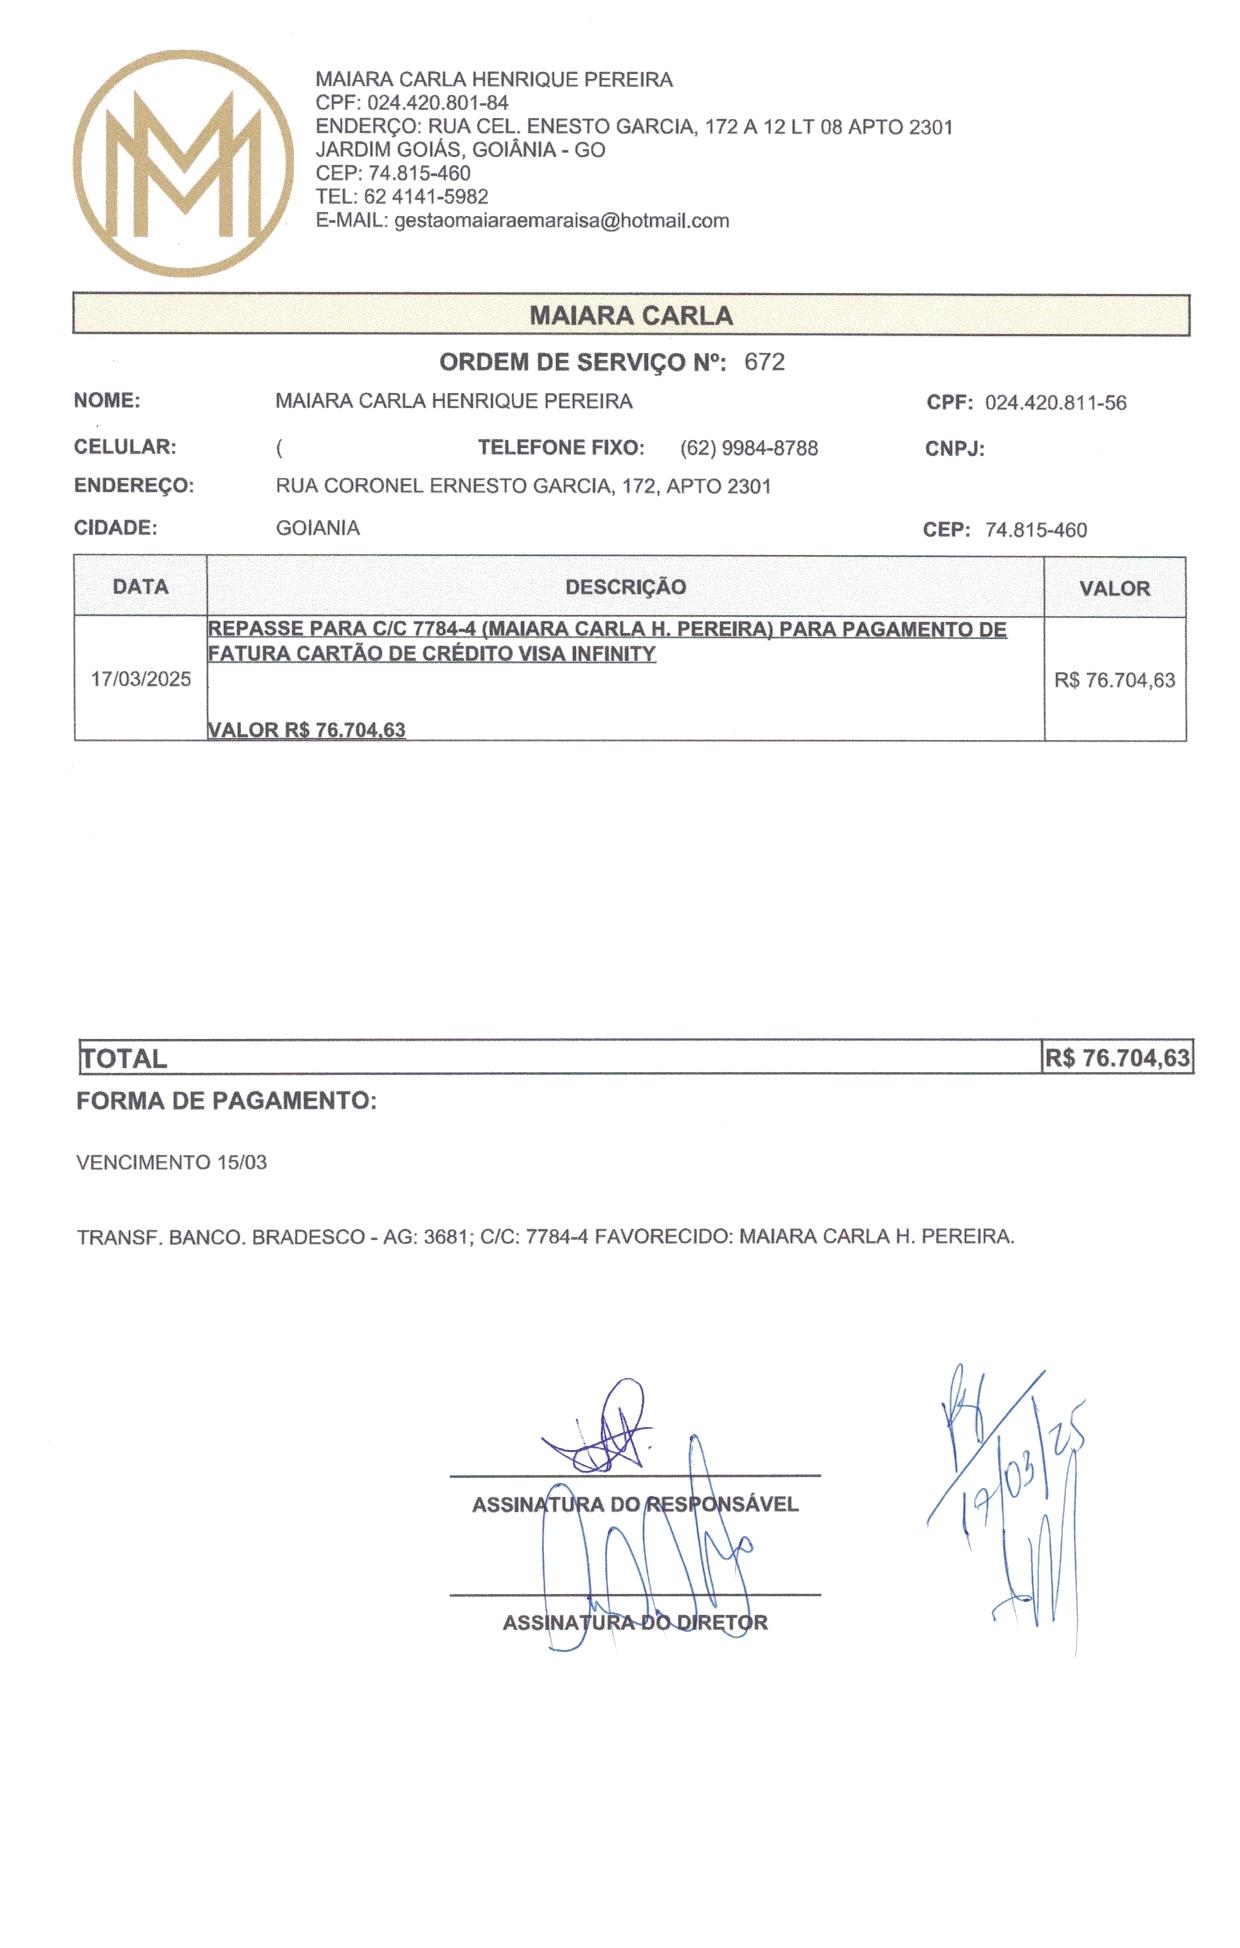 MAIARA CARLA HENRIQUE PEREIRA
CPF: 024.420.801-84
ENDERÇO: RUA CEL. ENESTO GARCIA, 172 A 12 LT 08 APTO 2301
JARDIM GOIÁS, GOIÂNIA - GO
CEP: 74.815-460
TEL: 62 4141-5982
E-MAIL: gestaomaiaraemaraisa@hotmail.com
MAIARA CARLA
ORDEM DE SERVIÇO Nº: 672
NOME: MAIARA CARLA HENRIQUE PEREIRA CPF: 024.420.811-56
CELULAR: ( TELEFONE FIXO: (62) 9984-8788 CNPJ:
ENDEREÇO: RUA CORONEL ERNESTO GARCIA, 172, APTO 2301
CIDADE: GOIANIA CEP: 74.815-460
DATA DESCRIÇÃO VALOR
REPASSE PARA C/C 7784-4 (MAIARA CARLA H. PEREIRA) PARA PAGAMENTO DE
FATURA CARTÃO DE CRÉDITO VISA INFINITY
17/03/2025 R$ 76.704,63
VALOR R$ 76.704,63
TOTAL R$ 76.704,63
FORMA DE PAGAMENTO:
VENCIMENTO 15/03
TRANSF. BANCO. BRADESCO - AG: 3681; C/C: 7784-4 FAVORECIDO: MAIARA CARLA H. PEREIRA.
ASSINATURA DO RESPONSÁVEL
17/03/25
ASSINATURA DO DIRETOR